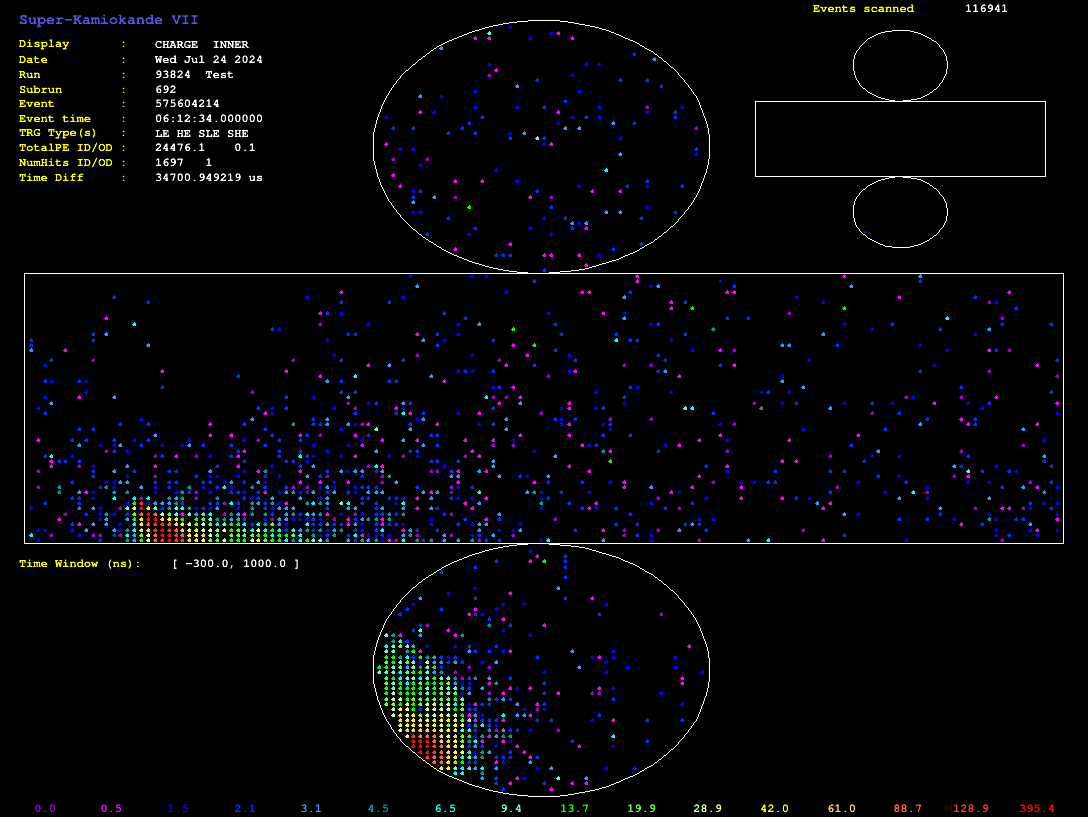 Super-Kamiokande VII
Events scanned 116941
Display : CHARGE INNER
Date : Wed Jul 24 2024
Run : 93824 Test
Subrun : 692
Event : 575604214
Event time : 06:12:34.000000
TRG Type(s) : LE HE SLE SHE
TotalPE ID/OD : 24476.1 0.1
NumHits ID/OD : 1697 1
Time Diff : 34700.949219 us
Time Window (ns): [ -300.0, 1000.0 ]
0.0 0.5 1.5 2.1 3.1 4.5 6.5 9.4 13.7 19.9 28.9 42.0 61.0 88.7 128.9 395.4